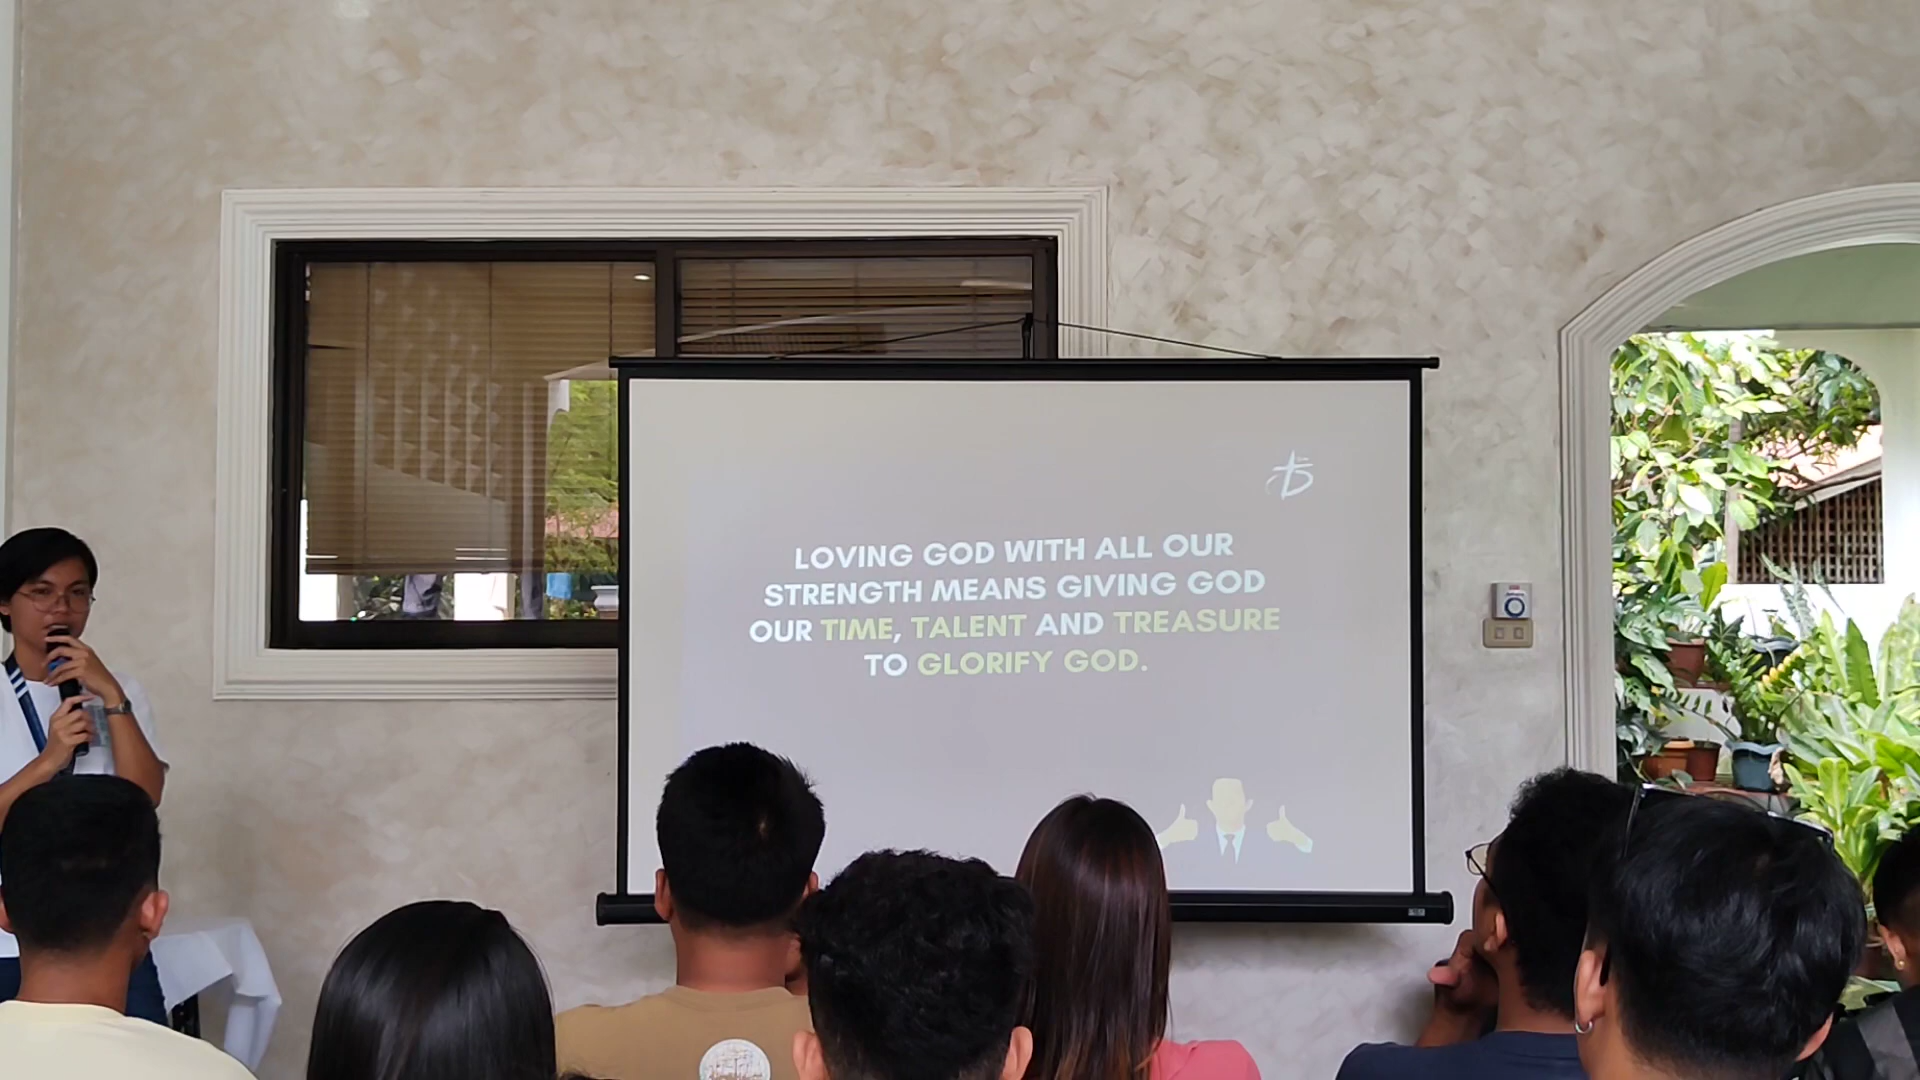 LOVING GOD WITH ALL OUR
STRENGTH MEANS GIVING GOD
OUR TIME, TALENT AND TREASURE
TO GLORIFY GOD.